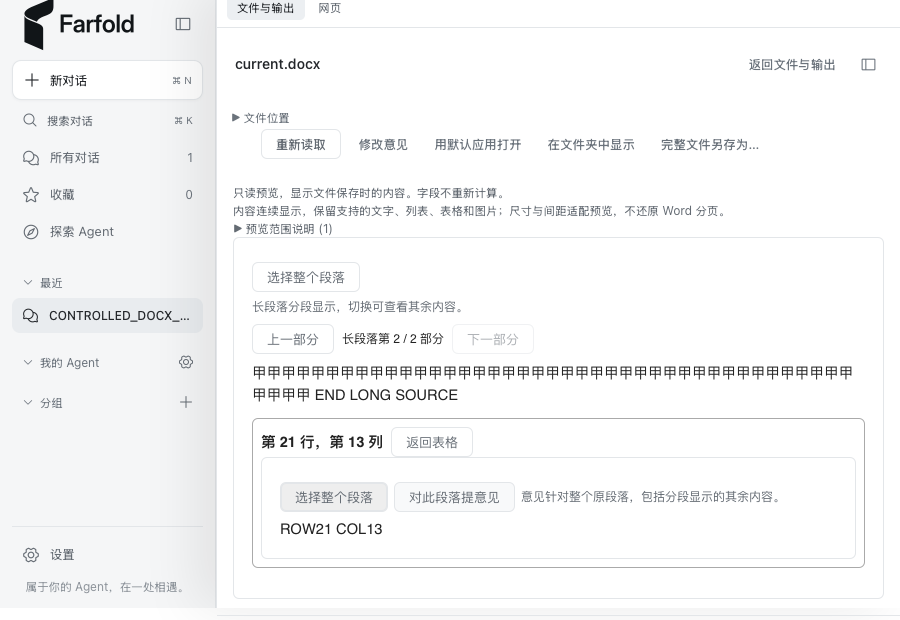 Farfold
新对话 ⌘ N
搜索对话 ⌘ K
所有对话 1
收藏 0
探索 Agent
最近
CONTROLLED_DOCX_...
我的 Agent
分组
设置
属于你的 Agent，在一处相遇。
文件与输出 网页
current.docx 返回文件与输出
文件位置
重新读取 修改意见 用默认应用打开 在文件夹中显示 完整文件另存为...
只读预览，显示文件保存时的内容。字段不重新计算。
内容连续显示，保留支持的文字、列表、表格和图片；尺寸与间距适配预览，不还原 Word 分页。
预览范围说明 (1)
选择整个段落
长段落分段显示，切换可查看其余内容。
上一部分 长段落第 2 / 2 部分 下一部分
甲甲甲甲甲甲甲甲甲甲甲甲甲甲甲甲甲甲甲甲甲甲甲甲甲甲甲甲甲甲甲甲甲甲甲甲甲甲甲甲甲
甲甲甲甲 END LONG SOURCE
第 21 行，第 13 列 返回表格
选择整个段落 对此段落提意见 意见针对整个原段落，包括分段显示的其余内容。
ROW21 COL13